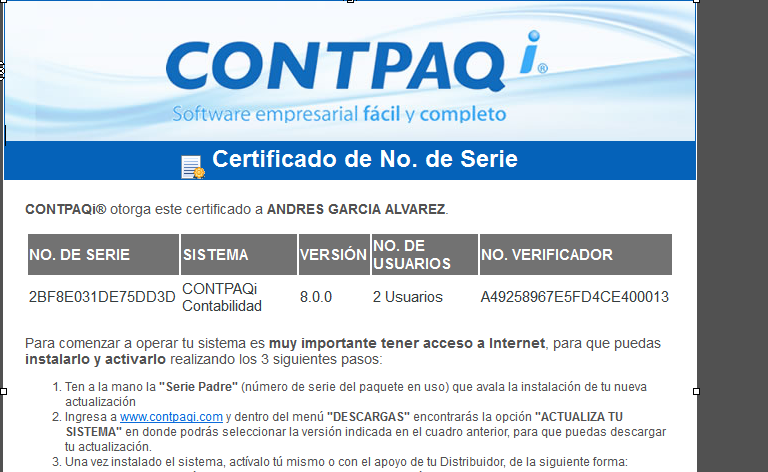 CONTPAQi®
Software empresarial fácil y completo
Certificado de No. de Serie
CONTPAQi® otorga este certificado a ANDRES GARCIA ALVAREZ.
NO. DE SERIE SISTEMA VERSIÓN NO. DE USUARIOS NO. VERIFICADOR
2BF8E031DE75DD3D CONTPAQi Contabilidad 8.0.0 2 Usuarios A49258967E5FD4CE400013
Para comenzar a operar tu sistema es muy importante tener acceso a Internet, para que puedas
instalarlo y activarlo realizando los 3 siguientes pasos:
1. Ten a la mano la "Serie Padre" (número de serie del paquete en uso) que avala la instalación de tu nueva
actualización
2. Ingresa a www.contpaqi.com y dentro del menú "DESCARGAS" encontrarás la opción "ACTUALIZA TU
SISTEMA" en donde podrás seleccionar la versión indicada en el cuadro anterior, para que puedas descargar
tu actualización.
3. Una vez instalado el sistema, actívalo tú mismo o con el apoyo de tu Distribuidor, de la siguiente forma: